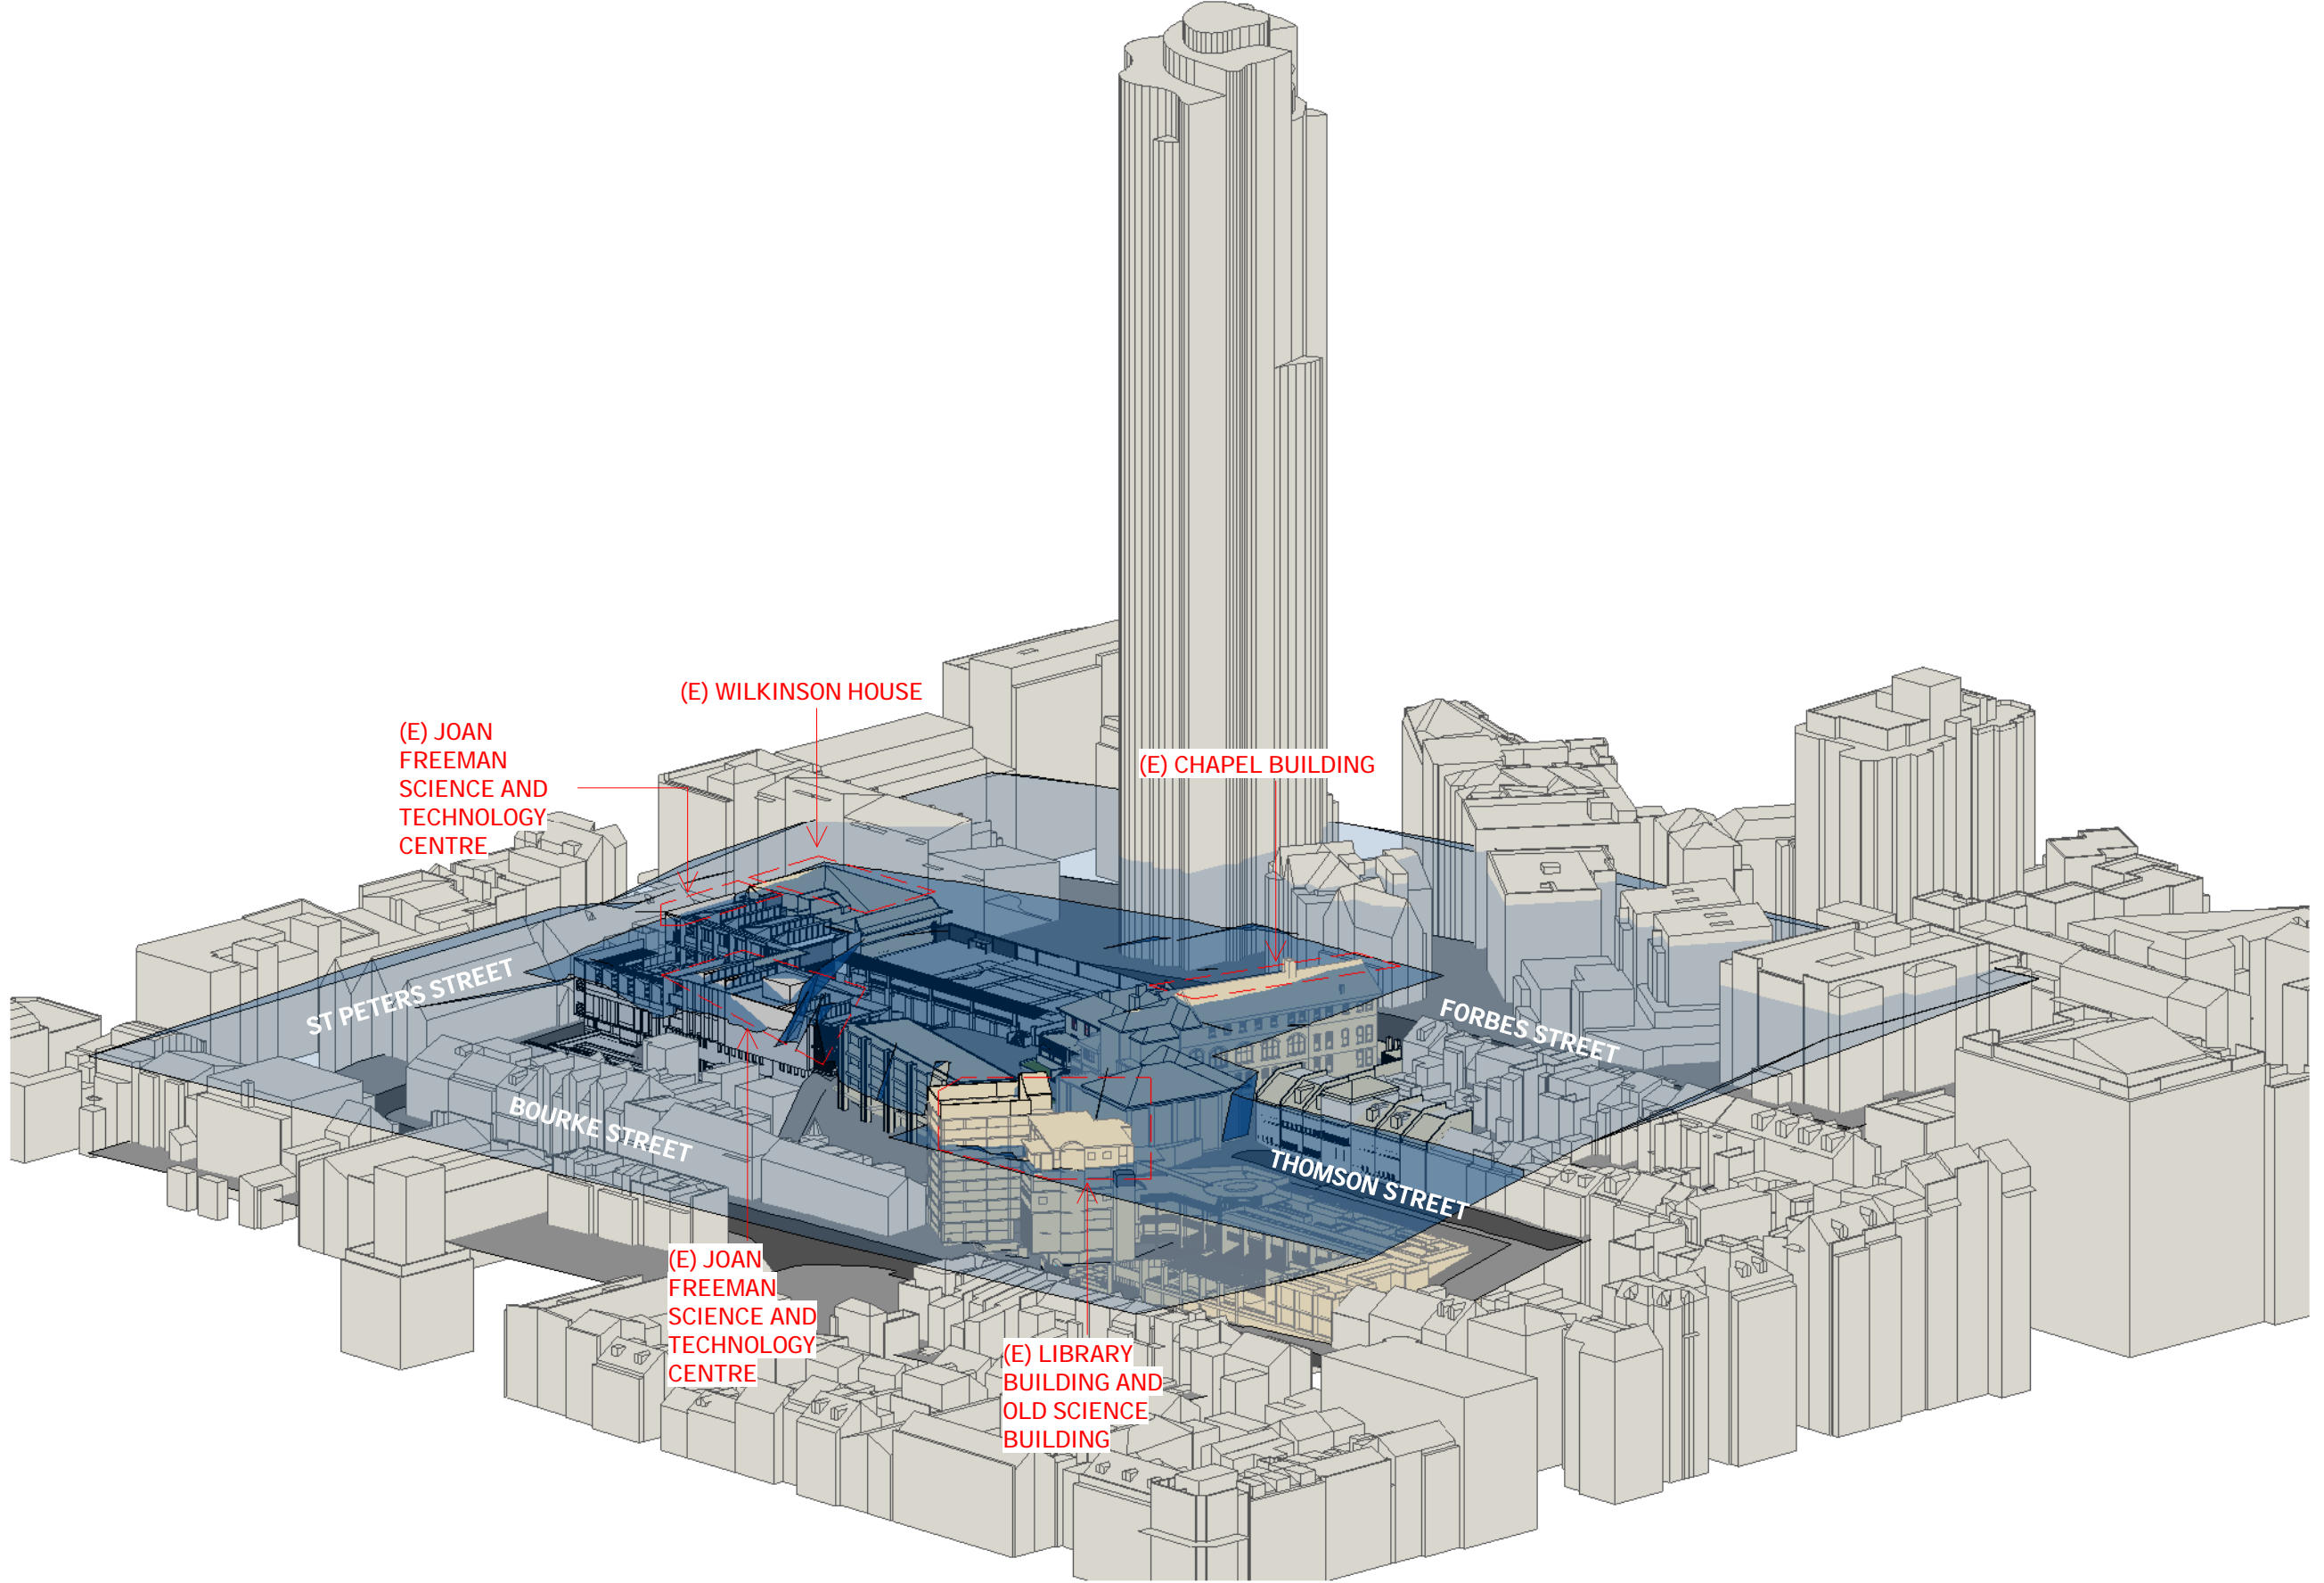 (E) WILKINSON HOUSE
(E) JOAN
FREEMAN
SCIENCE AND
TECHNOLOGY
CENTRE
(E) CHAPEL BUILDING
ST PETERS STREET
FORBES STREET
BOURKE STREET
THOMSON STREET
(E) JOAN
FREEMAN
SCIENCE AND
TECHNOLOGY
CENTRE
(E) LIBRARY
BUILDING AND
OLD SCIENCE
BUILDING